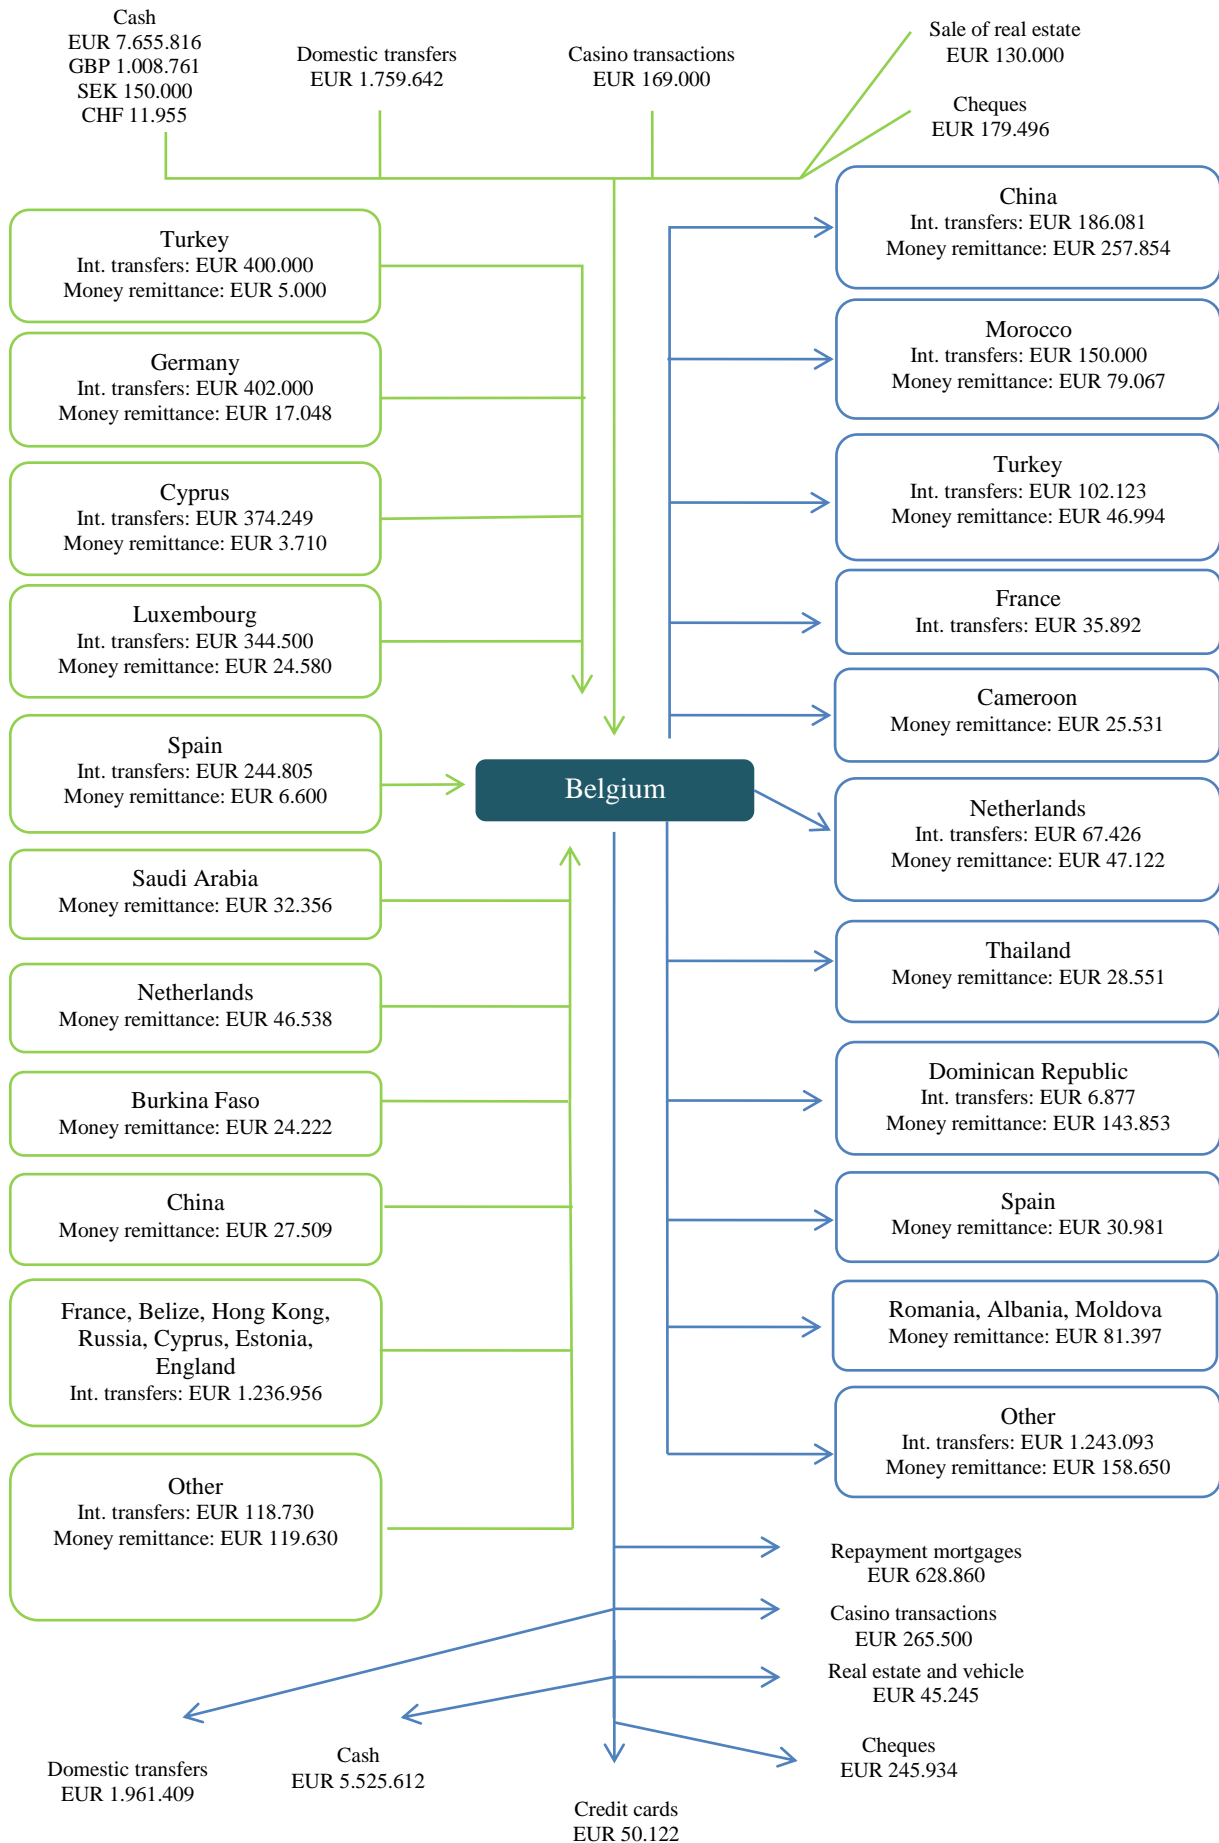 Cash
EUR 7.655.816
GBP 1.008.761
SEK 150.000
CHF 11.955
Domestic transfers
EUR 1.759.642
Casino transactions
EUR 169.000
Sale of real estate
EUR 130.000
Cheques
EUR 179.496
Turkey
Int. transfers: EUR 400.000
Money remittance: EUR 5.000
Germany
Int. transfers: EUR 402.000
Money remittance: EUR 17.048
Cyprus
Int. transfers: EUR 374.249
Money remittance: EUR 3.710
Luxembourg
Int. transfers: EUR 344.500
Money remittance: EUR 24.580
Spain
Int. transfers: EUR 244.805
Money remittance: EUR 6.600
Saudi Arabia
Money remittance: EUR 32.356
Netherlands
Money remittance: EUR 46.538
Burkina Faso
Money remittance: EUR 24.222
China
Money remittance: EUR 27.509
France, Belize, Hong Kong,
Russia, Cyprus, Estonia,
England
Int. transfers: EUR 1.236.956
Other
Int. transfers: EUR 118.730
Money remittance: EUR 119.630
Belgium
China
Int. transfers: EUR 186.081
Money remittance: EUR 257.854
Morocco
Int. transfers: EUR 150.000
Money remittance: EUR 79.067
Turkey
Int. transfers: EUR 102.123
Money remittance: EUR 46.994
France
Int. transfers: EUR 35.892
Cameroon
Money remittance: EUR 25.531
Netherlands
Int. transfers: EUR 67.426
Money remittance: EUR 47.122
Thailand
Money remittance: EUR 28.551
Dominican Republic
Int. transfers: EUR 6.877
Money remittance: EUR 143.853
Spain
Money remittance: EUR 30.981
Romania, Albania, Moldova
Money remittance: EUR 81.397
Other
Int. transfers: EUR 1.243.093
Money remittance: EUR 158.650
Repayment mortgages
EUR 628.860
Casino transactions
EUR 265.500
Real estate and vehicle
EUR 45.245
Cheques
EUR 245.934
Domestic transfers
EUR 1.961.409
Cash
EUR 5.525.612
Credit cards
EUR 50.122